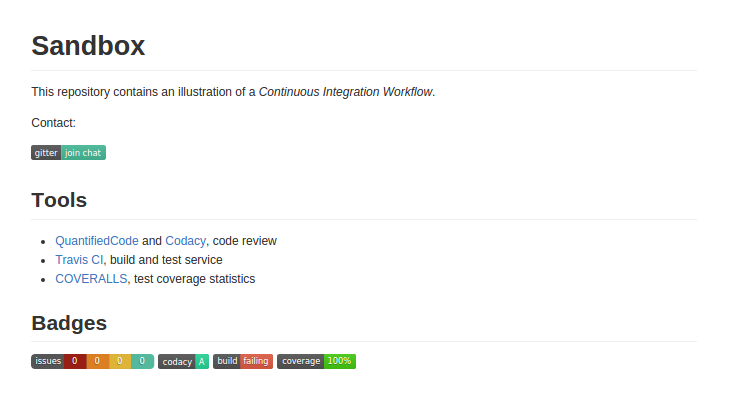 Sandbox
This repository contains an illustration of a Continuous Integration Workflow.
Contact:
gitter join chat
Tools
QuantifiedCode and Codacy, code review
Travis CI, build and test service
COVERALLS, test coverage statistics
Badges
issues 0 0 0 0 codacy A build failing coverage 100%